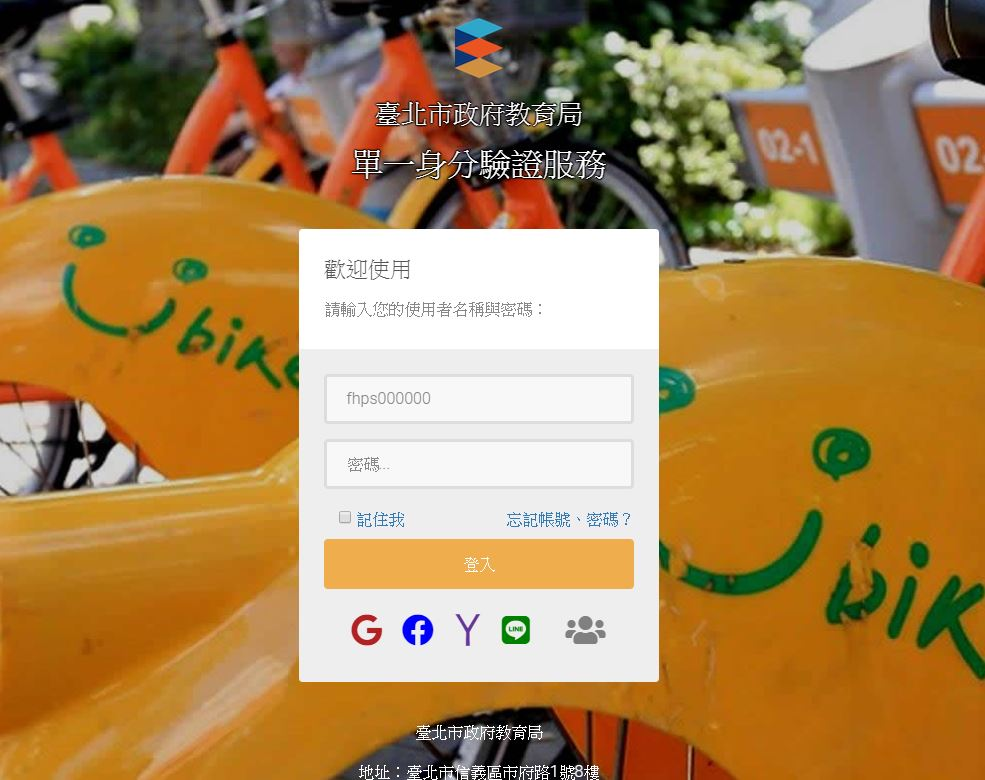 臺北市政府教育局
單一身分驗證服務
02-1
02
歡迎使用
請輸入您的使用者名稱與密碼：
bike
fhps000000
密碼...
記住我 忘記帳號、密碼？
登入
bik
LINE
臺北市政府教育局
地址：臺北市信義區市府路1號8樓